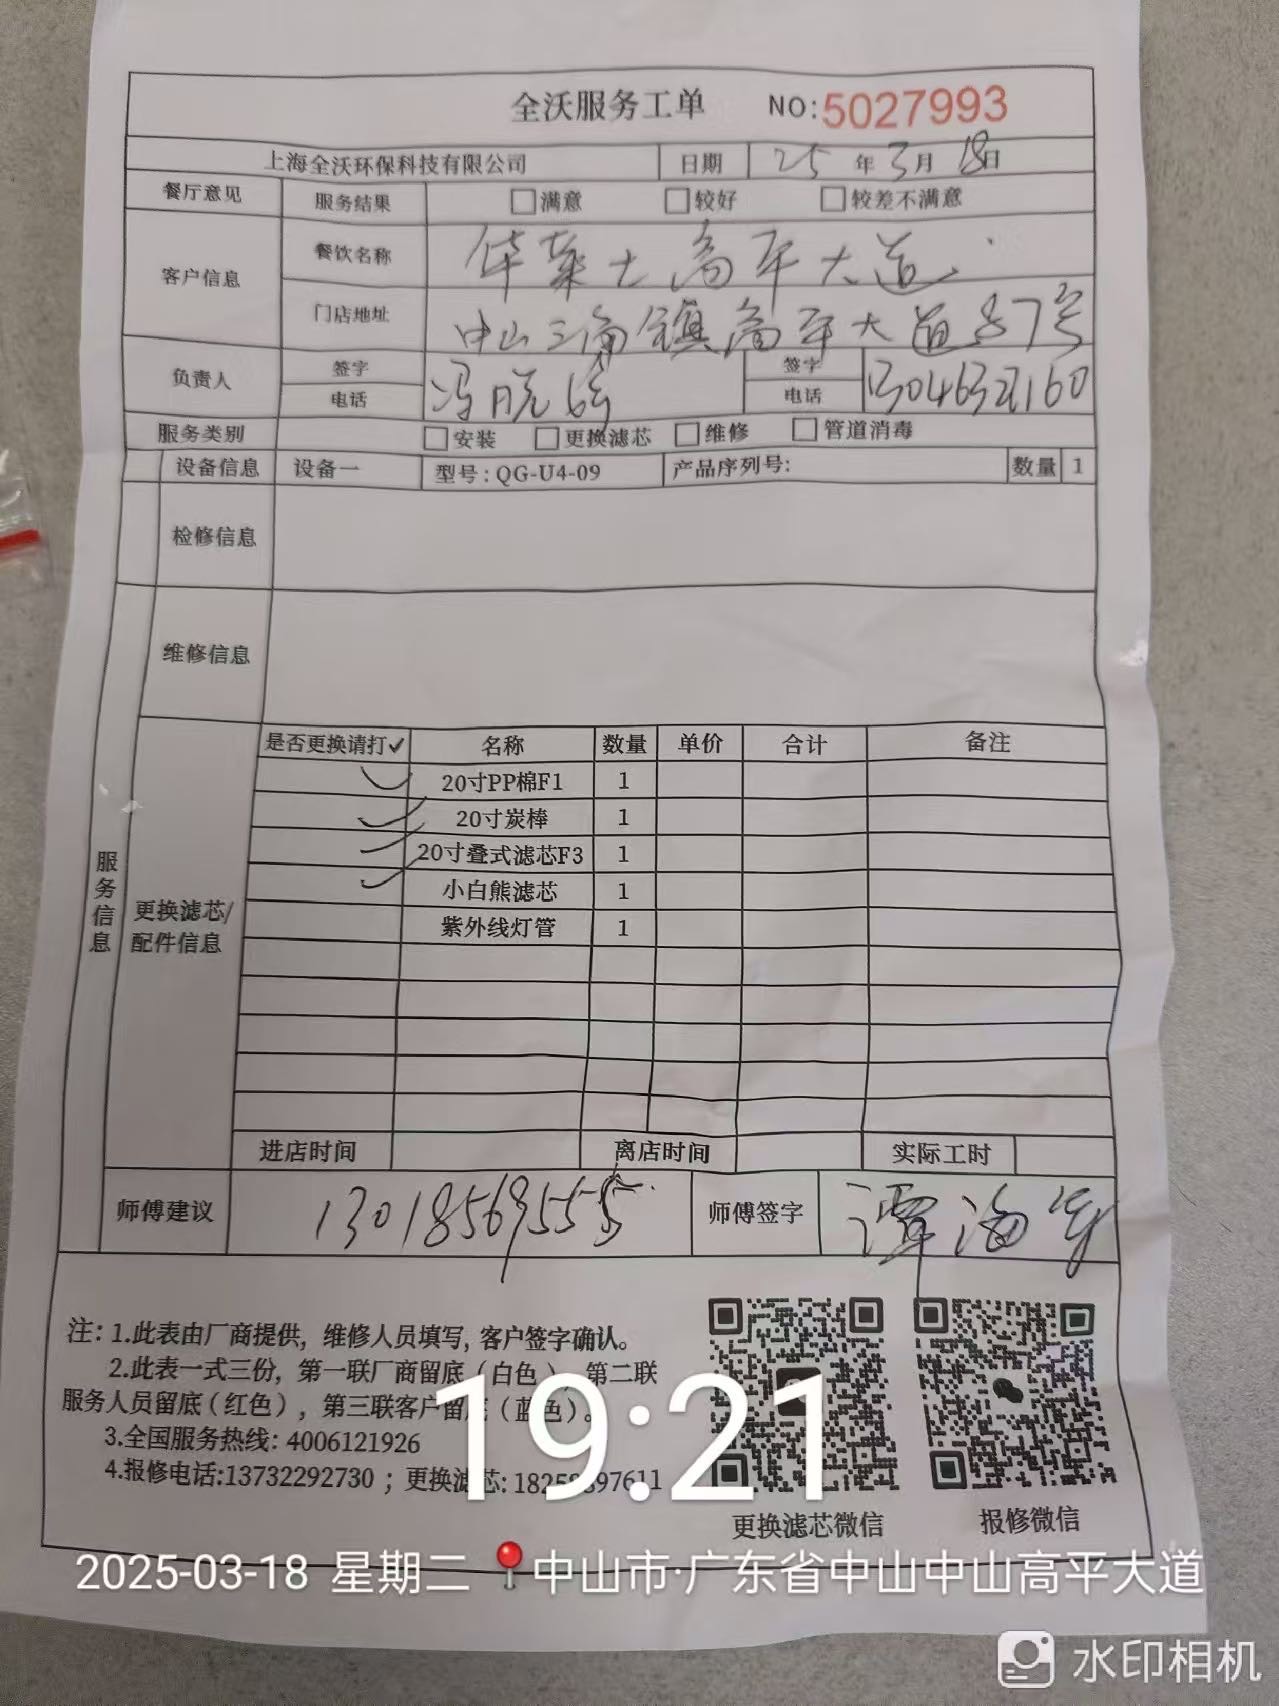 全沃服务工单 NO:5027993
上海全沃环保科技有限公司 日期 25年3月18日
餐厅意见 服务结果 □满意 □较好 □较差不满意
客户信息 餐饮名称 华莱士高平大道
门店地址 中山三角镇高平大道87号
负责人 签字 冯晓 签字
电话 电话
服务类别 □安装 □更换滤芯 □维修 □管道消毒
设备信息 设备一 型号:QG-U4-09 产品序列号: 数量 1
检修信息
维修信息
服务信息
更换滤芯/
配件信息
是否更换请打✓ 名称 数量 单价 合计 备注
✓ 20寸PP棉F1 1
✓ 20寸炭棒 1
✓ 20寸叠式滤芯F3 1
✓ 小白熊滤芯 1
紫外线灯管 1
进店时间 离店时间 实际工时
师傅建议 13018569555 师傅签字 谭海军
注: 1.此表由厂商提供, 维修人员填写, 客户签字确认。
2.此表一式三份, 第一联厂商留底(白色), 第二联
服务人员留底(红色), 第三联客户留底(蓝色)。
3.全国服务热线: 4006121926
4.报修电话:13732292730 ; 更换滤芯:
更换滤芯微信 报修微信
19:21
2025-03-18 星期二 中山市·广东省中山中山高平大道
水印相机